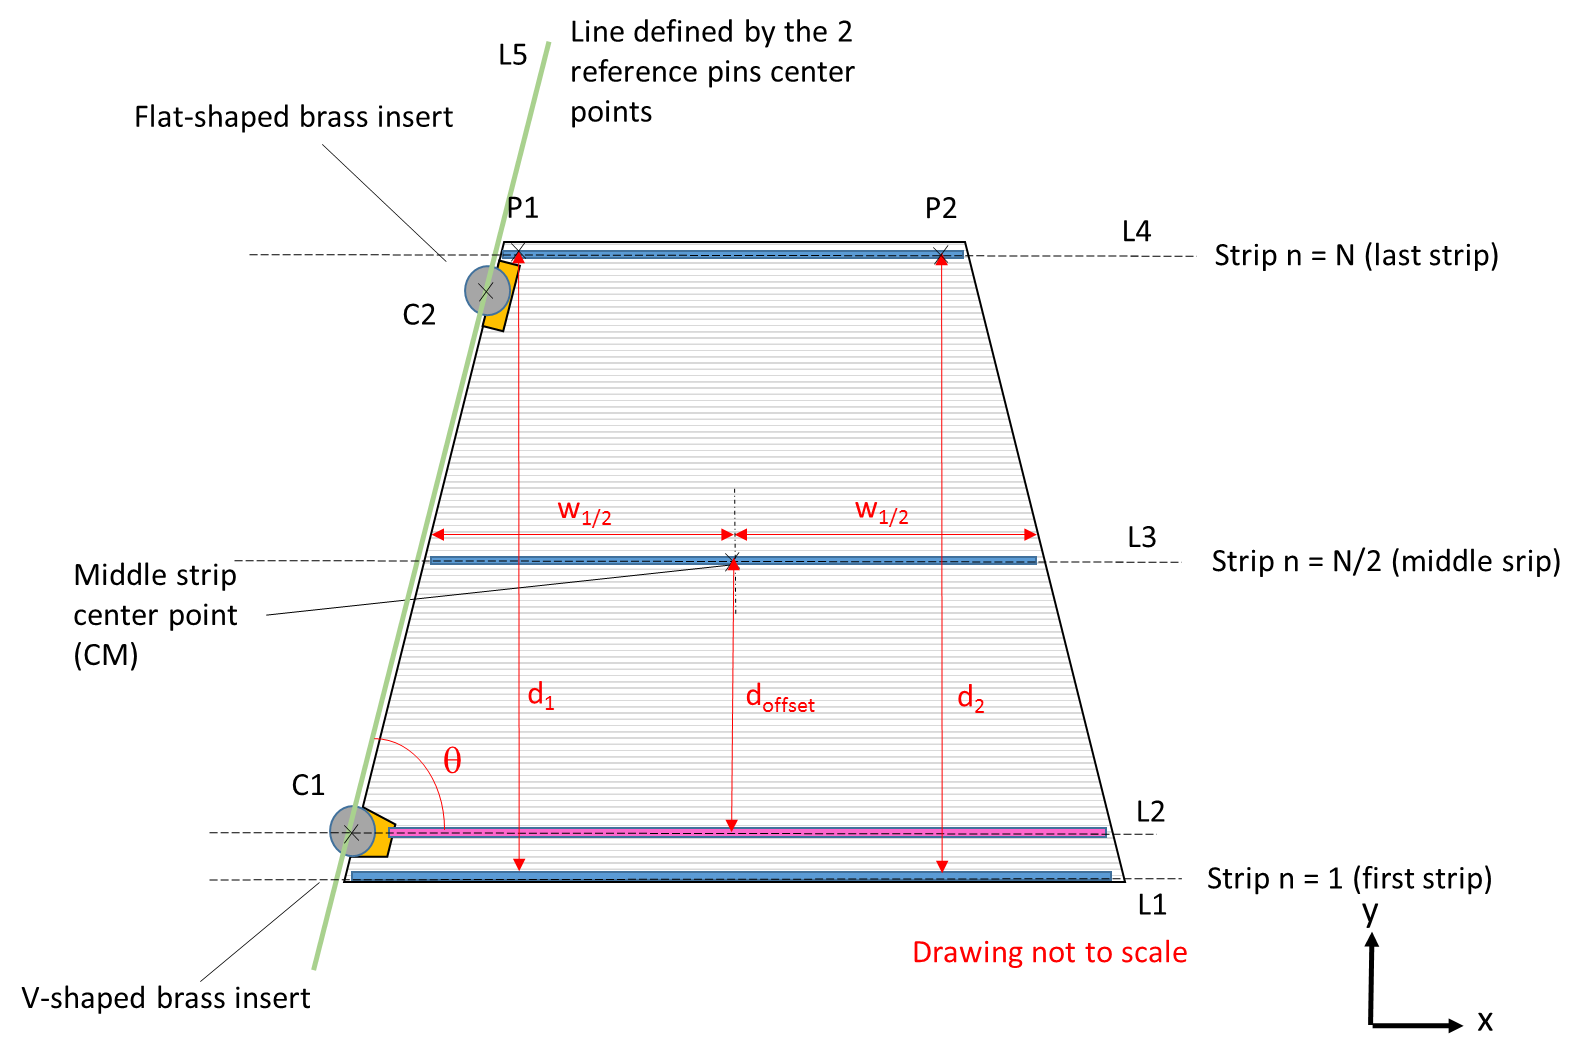 L5
Line defined by the 2
reference pins center
points
Flat-shaped brass insert
P1
P2
L4
Strip n = N (last strip)
C2
w1/2
w1/2
L3
Strip n = N/2 (middle srip)
Middle strip
center point
(CM)
d1
doffset
d2
θ
C1
L2
Strip n = 1 (first strip)
L1
y
Drawing not to scale
V-shaped brass insert
x